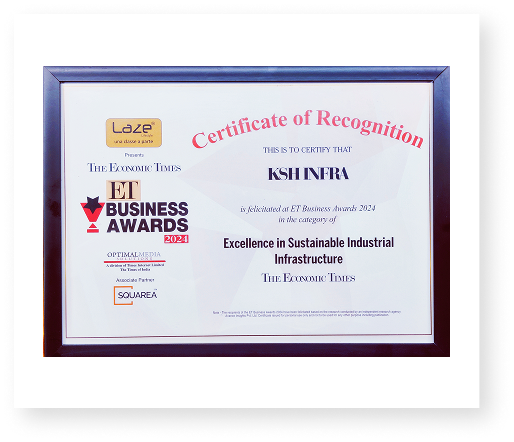 Laze
una classe a parte
Presents
THE ECONOMIC TIMES
ET
BUSINESS
AWARDS
2024
OPTIMAL MEDIA
SOLUTIONS
A division of Times Internet Limited
The Times of India
Associate Partner
SQUAREA
Certificate of Recognition
THIS IS TO CERTIFY THAT
KSH INFRA
is felicitated at ET Business Awards 2024
in the category of
Excellence in Sustainable Industrial
Infrastructure
THE ECONOMIC TIMES